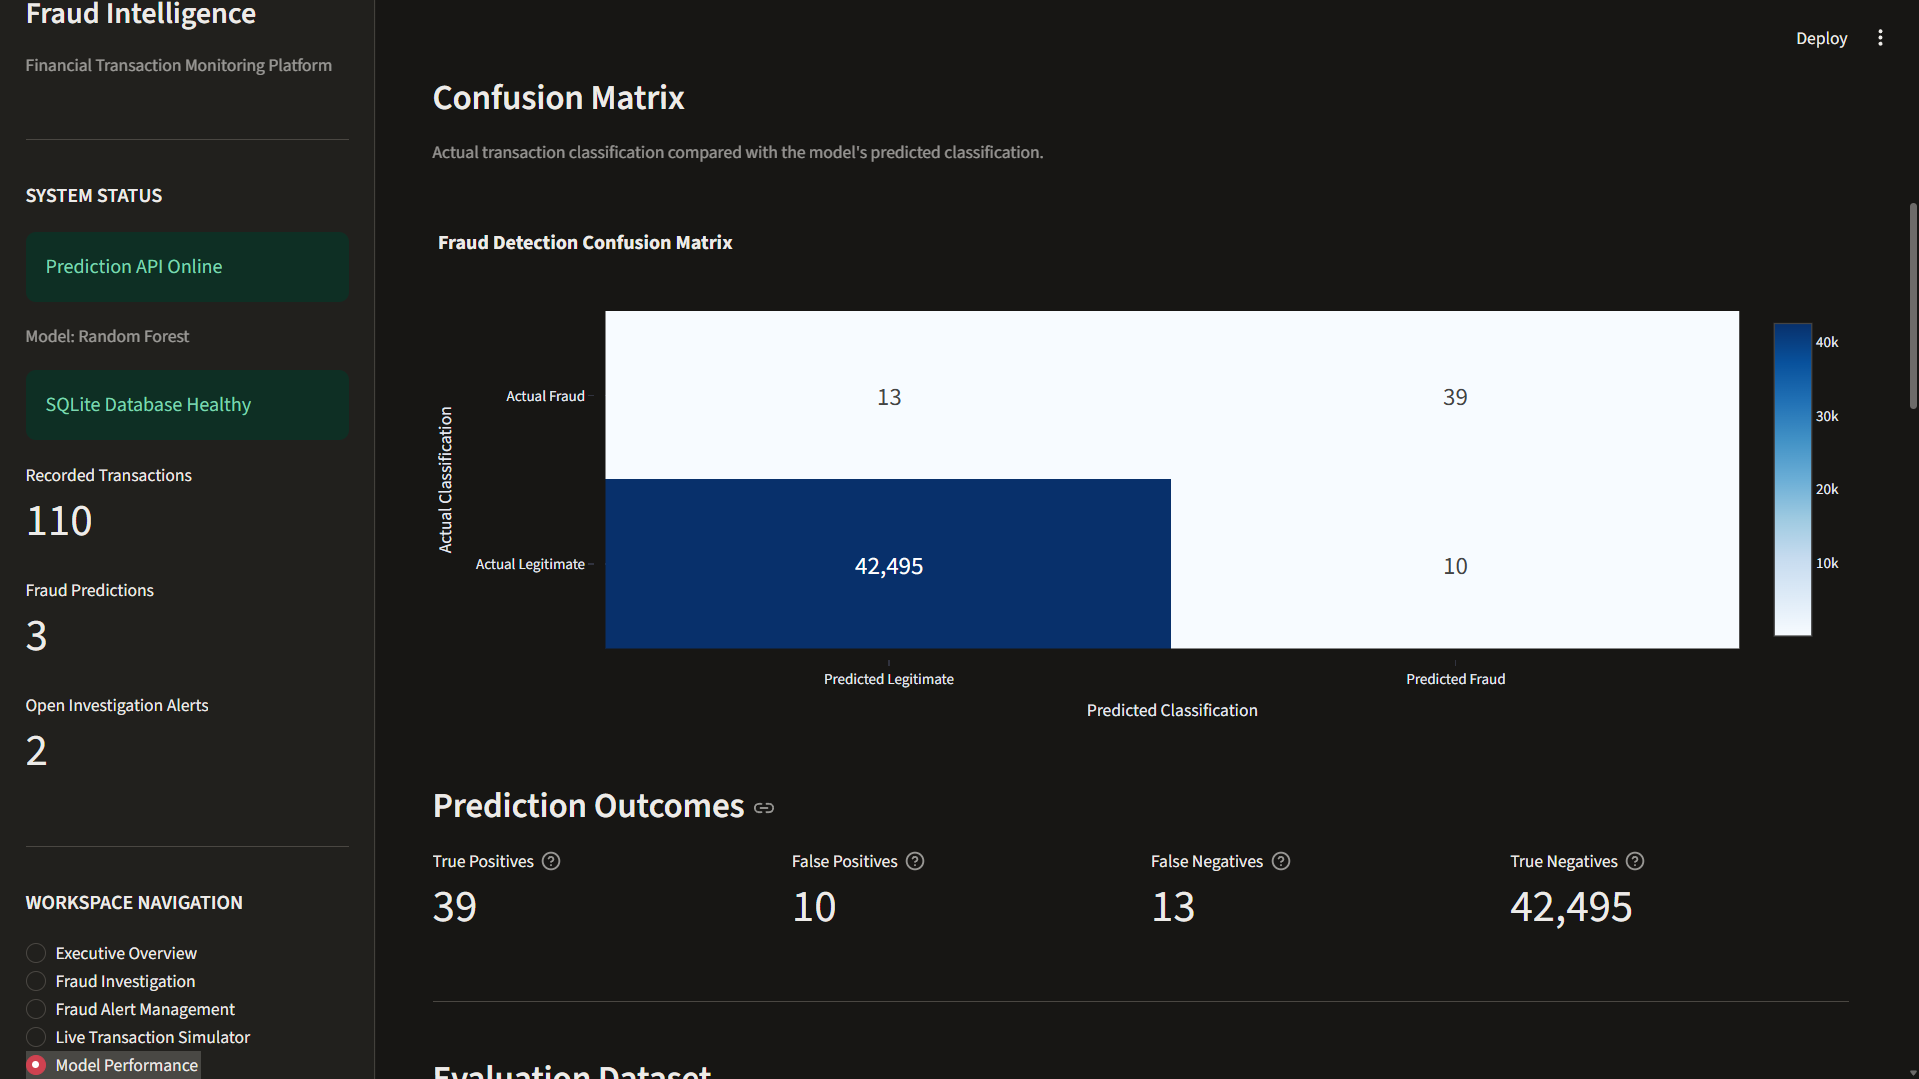 Fraud Intelligence
Financial Transaction Monitoring Platform
SYSTEM STATUS
Prediction API Online
Model: Random Forest
SQLite Database Healthy
Recorded Transactions
110
Fraud Predictions
3
Open Investigation Alerts
2
WORKSPACE NAVIGATION
Executive Overview
Fraud Investigation
Fraud Alert Management
Live Transaction Simulator
Model Performance
Deploy
Confusion Matrix
Actual transaction classification compared with the model's predicted classification.
Fraud Detection Confusion Matrix
Actual Classification
Actual Fraud
13
39
Actual Legitimate
42,495
10
Predicted Legitimate
Predicted Fraud
Predicted Classification
40k
30k
20k
10k
Prediction Outcomes
True Positives
39
False Positives
10
False Negatives
13
True Negatives
42,495
Evaluation Dataset